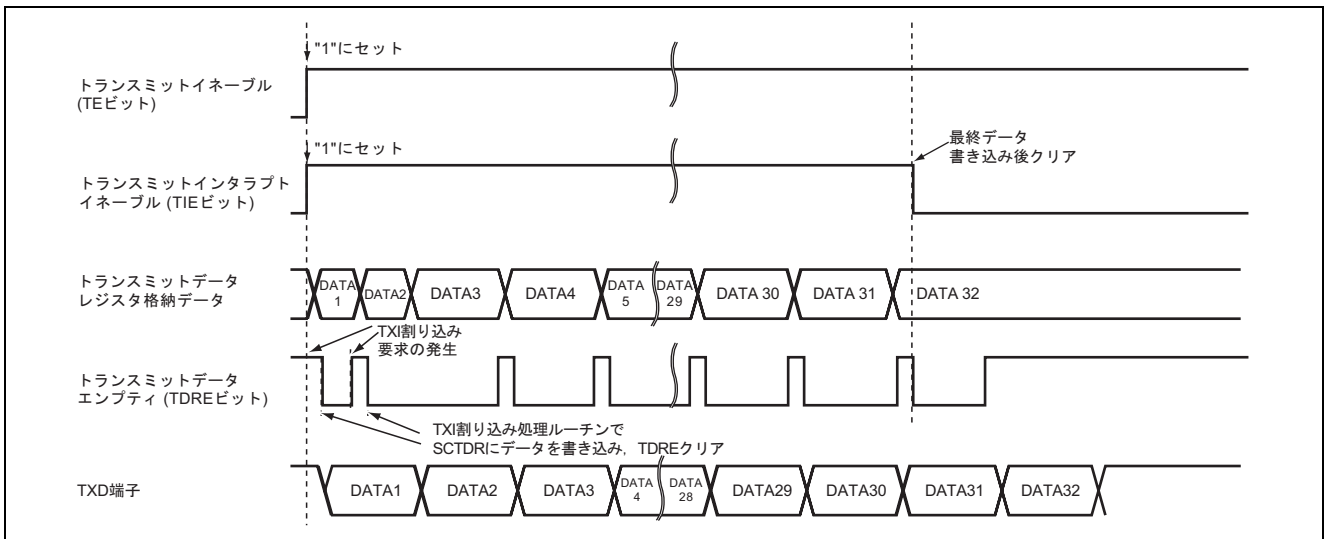 "1"にセット
トランスミットイネーブル
(TEビット)
"1"にセット
最終データ
書き込み後クリア
トランスミットインタラプト
イネーブル (TIEビット)
トランスミットデータ
レジスタ格納データ
DATA
1
DATA2
DATA3
DATA4
DATA
5
DATA
29
DATA 30
DATA 31
DATA 32
TXI割り込み
要求の発生
トランスミットデータ
エンプティ (TDREビット)
TXI割り込み処理ルーチンで
SCTDRにデータを書き込み，TDREクリア
TXD端子
DATA1
DATA2
DATA3
DATA
4
DATA
28
DATA29
DATA30
DATA31
DATA32